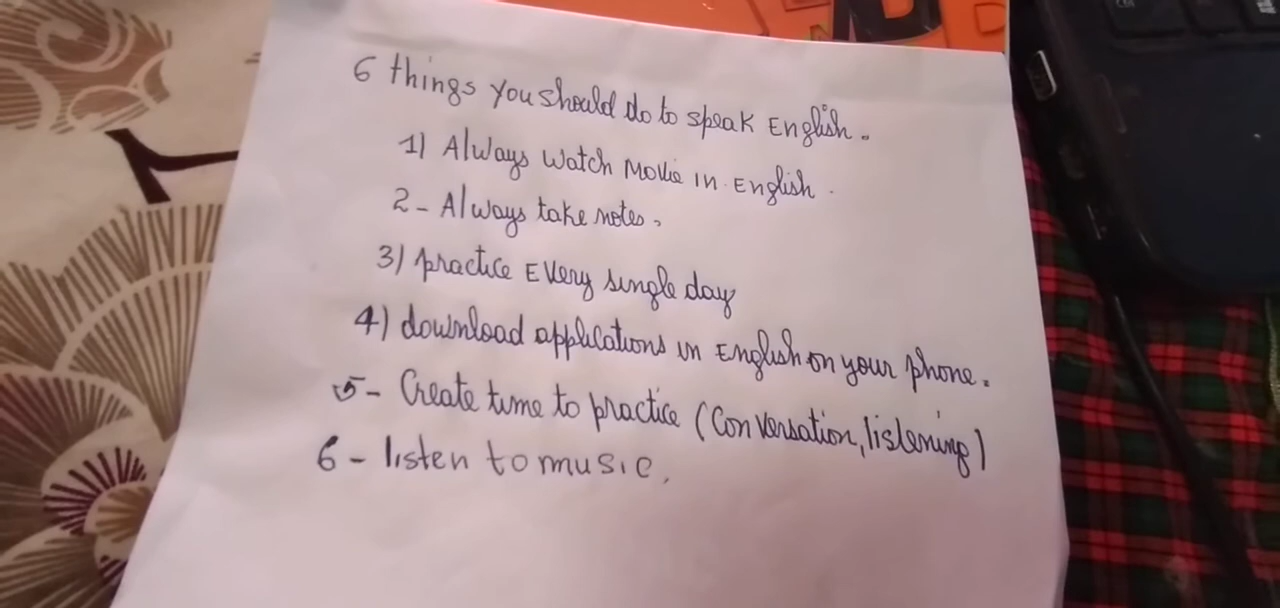 6 things you should do to speak English.
1) Always watch Movie in English.
2- Always take notes.
3) practice Every single day
4) download applications in English on your phone.
5- Create time to practice (Conversation, listening)
6- listen to music.